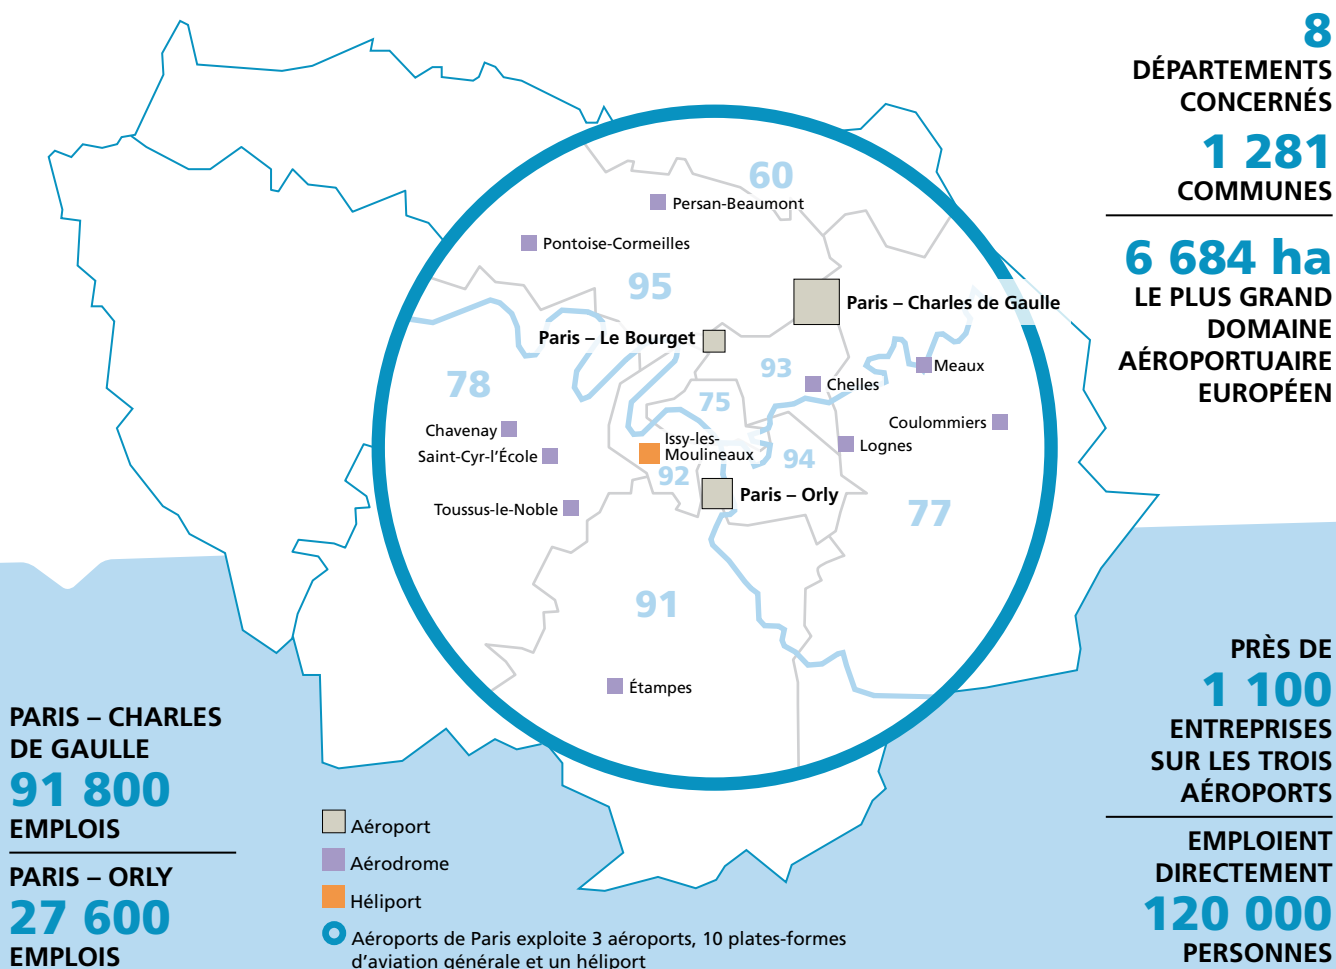 8
DÉPARTEMENTS
CONCERNÉS
1 281
COMMUNES
6 684 ha
LE PLUS GRAND
DOMAINE
AÉROPORTUAIRE
EUROPÉEN
60
Persan-Beaumont
Pontoise-Cormeilles
95
Paris – Charles de Gaulle
Paris – Le Bourget
93
Meaux
78
Chelles
75
Coulommiers
Chavenay
Issy-les-
Moulineaux
Lognes
Saint-Cyr-l’École
94
92
Paris – Orly
Toussus-le-Noble
77
91
Étampes
PRÈS DE
1 100
ENTREPRISES
SUR LES TROIS
AÉROPORTS
EMPLOIENT
DIRECTEMENT
120 000
PERSONNES
PARIS – CHARLES
DE GAULLE
91 800
EMPLOIS
PARIS – ORLY
27 600
EMPLOIS
Aéroport
Aérodrome
Héliport
Aéroports de Paris exploite 3 aéroports, 10 plates-formes
d’aviation générale et un héliport